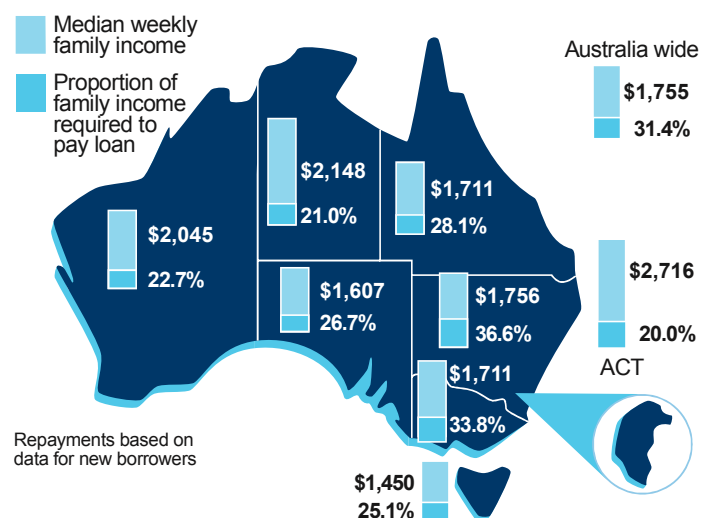 Median weekly
family income
Proportion of
family income
required to
pay loan
Australia wide
$1,755
31.4%
$2,148
21.0%
$1,711
28.1%
$2,045
22.7%
$1,607
26.7%
$1,756
36.6%
$2,716
20.0%
ACT
$1,711
33.8%
Repayments based on
data for new borrowers
$1,450
25.1%